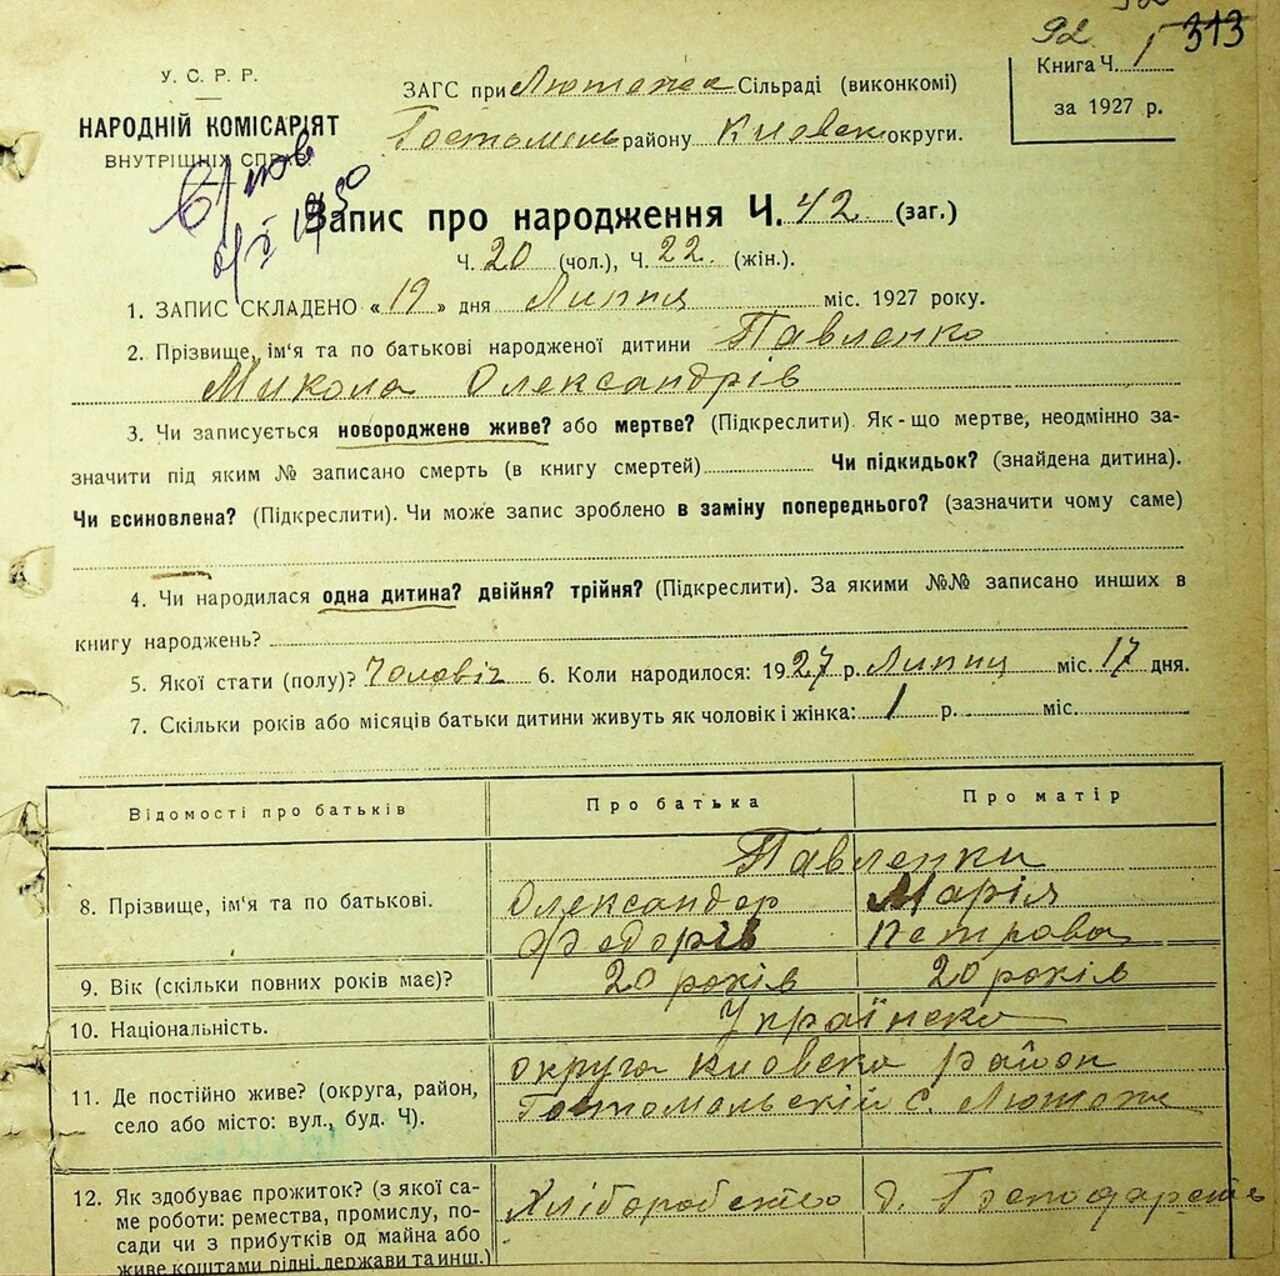 92 313
У. С. Р. Р.
НАРОДНІЙ КОМІСАРІЯТ
ВНУТРІШНІХ СПРАВ
ЗАГС при Лютежск Сільраді (виконкомі)
Гостомель району Киовск округи.
Книга Ч. 1
за 1927 р.
Запис про народження Ч. 42 (заг.)
Ч. 20 (чол.), Ч. 22. (жін.).
1. ЗАПИС СКЛАДЕНО « 19 » дня Липня міс. 1927 року.
2. Прізвище, ім'я та по батькові народженої дитини Павленко
Микола Олександрів
3. Чи записується новороджене живе? або мертве? (Підкреслити). Як-що мертве, неодмінно за-
значити під яким № записано смерть (в книгу смертей) Чи підкидьок? (знайдена дитина).
Чи всиновлена? (Підкреслити). Чи може запис зроблено в заміну попереднього? (зазначити чому саме)
4. Чи народилася одна дитина? двійня? трійня? (Підкреслити). За якими №№ записано инших в
книгу народжень?
5. Якої стати (полу)? Чоловіч 6. Коли народилося: 1927 р. Липня міс. 17 дня.
7. Скільки років або місяців батьки дитини живуть як чоловік і жінка: 1 р. міс.
Відомості про батьків Про батька Про матір
Павленки
8. Прізвище, ім'я та по батькові. Олександер Марія
Федорів Петрова
9. Вік (скільки повних років має)? 20 років 20 років
10. Національність. Українско
11. Де постійно живе? (округа, район,
село або місто: вул., буд. Ч).
округа Киовска район
Гостомольскій с. Лютеж
12. Як здобуває прожиток? (з якої са-
ме роботи: ремества, промислу, по-
сади чи з прибутків од майна або
живе коштами рідні, держави та инш.)
Хліборобство д. Господарств